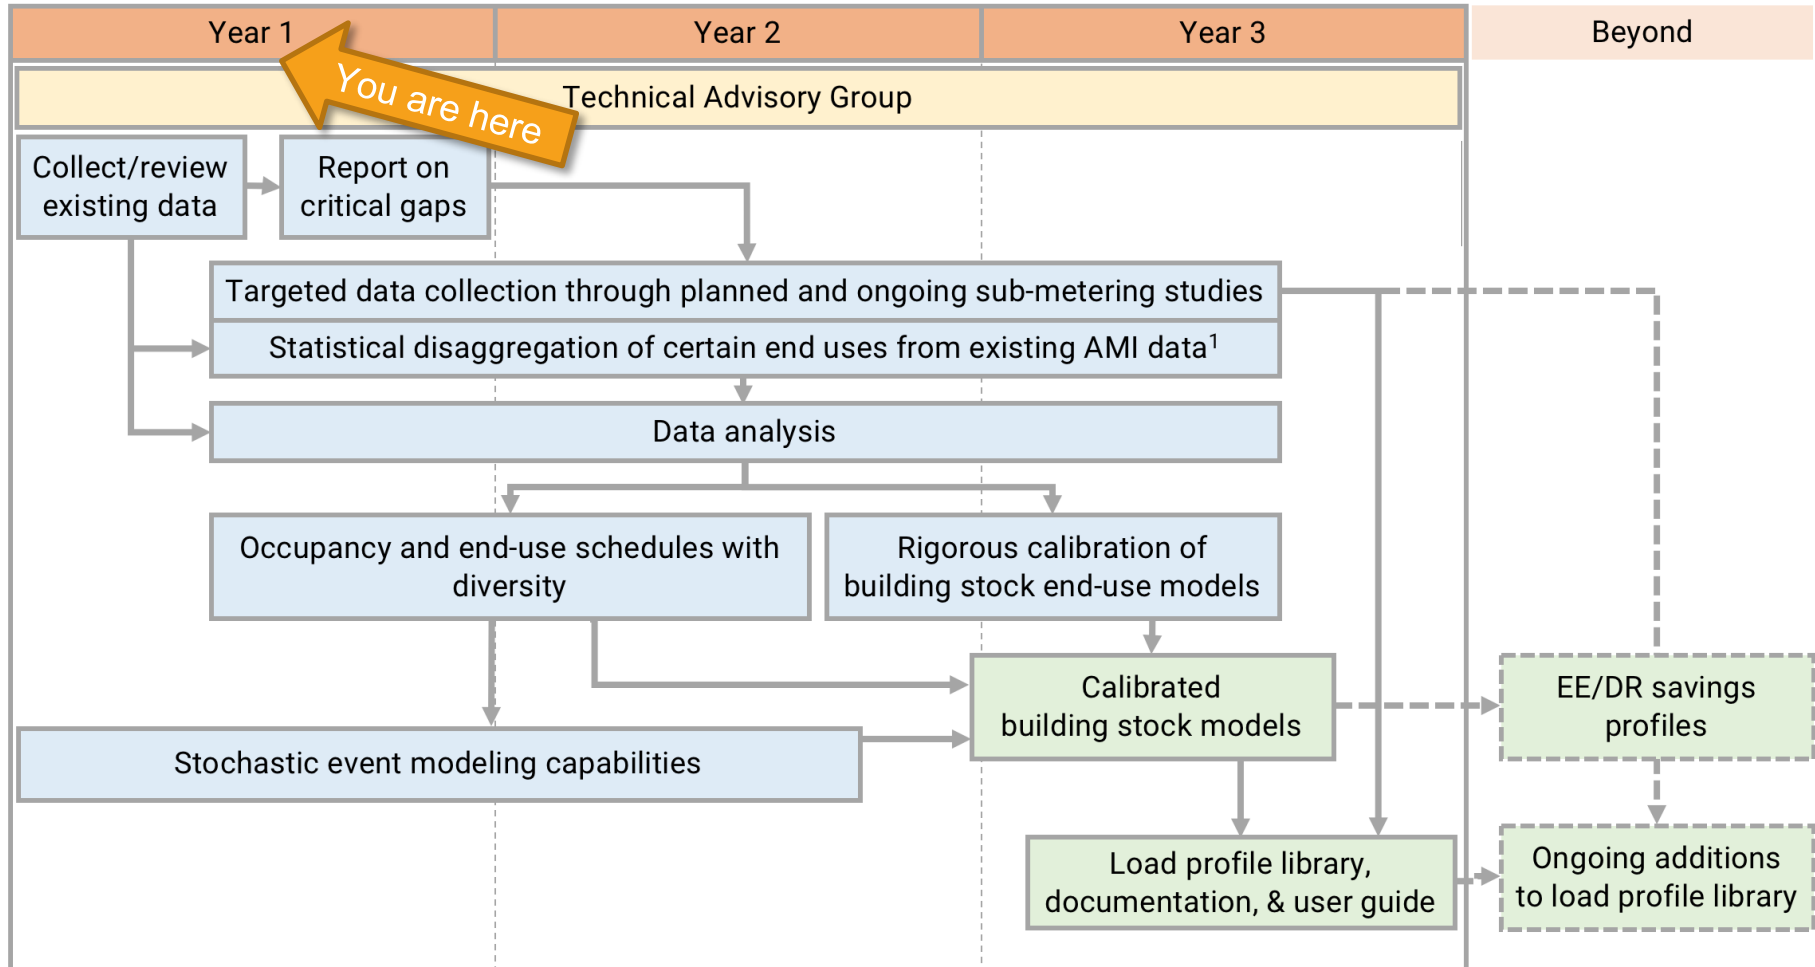 Year 1
Year 2
Year 3
Beyond
You are here
Technical Advisory Group
Collect/review
existing data
Report on
critical gaps
Targeted data collection through planned and ongoing sub-metering studies
Statistical disaggregation of certain end uses from existing AMI data¹
Data analysis
Occupancy and end-use schedules with
diversity
Rigorous calibration of
building stock end-use models
Calibrated
building stock models
EE/DR savings
profiles
Stochastic event modeling capabilities
Load profile library,
documentation, & user guide
Ongoing additions
to load profile library